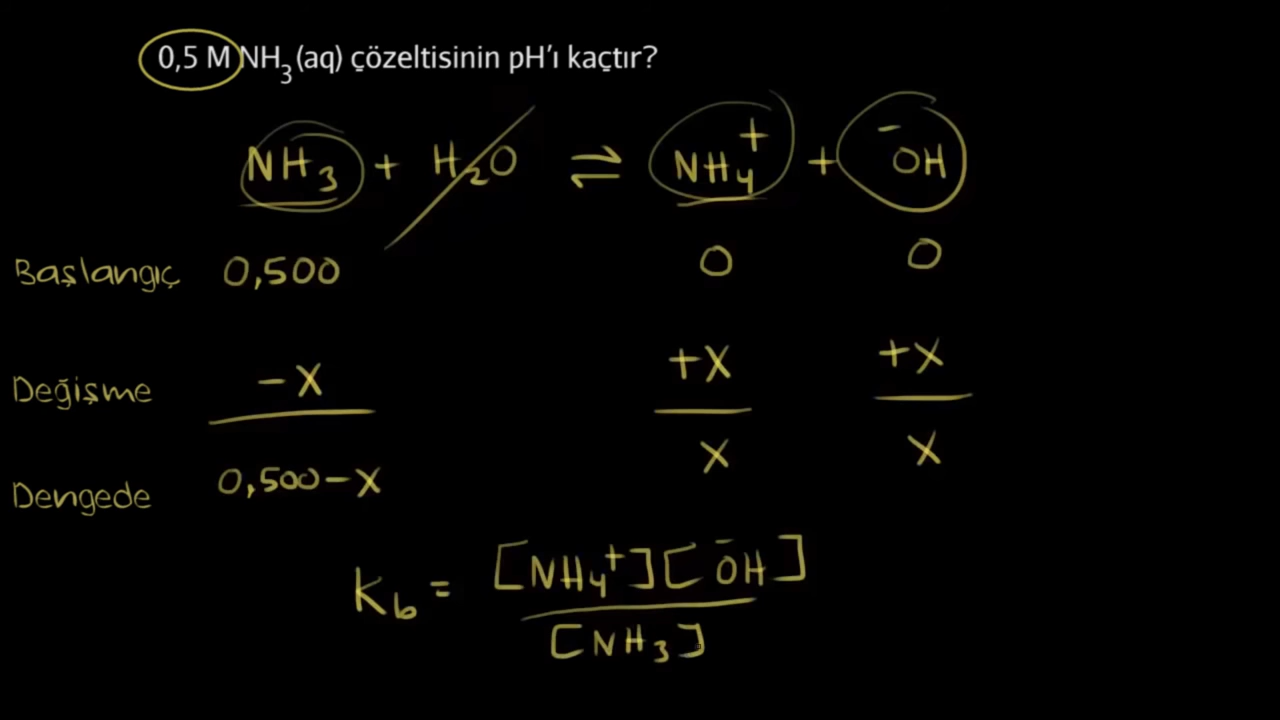 0,5 M NH₃(aq) çözeltisinin pH'ı kaçtır?
NH₃ + H₂O ⇌ NH₄⁺ + ⁻OH
Başlangıç 0,500 0 0
Değişme -X +X +X
Dengede 0,500-X X X
K_b = [NH₄⁺][⁻OH]
[NH₃]